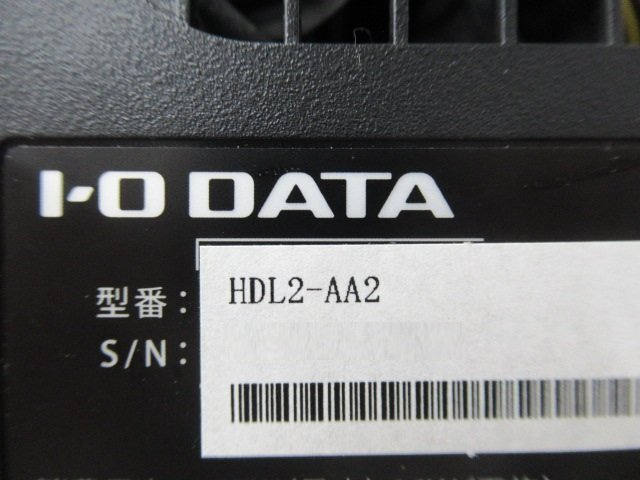 I-O DATA
型番: HDL2-AA2
S/N: